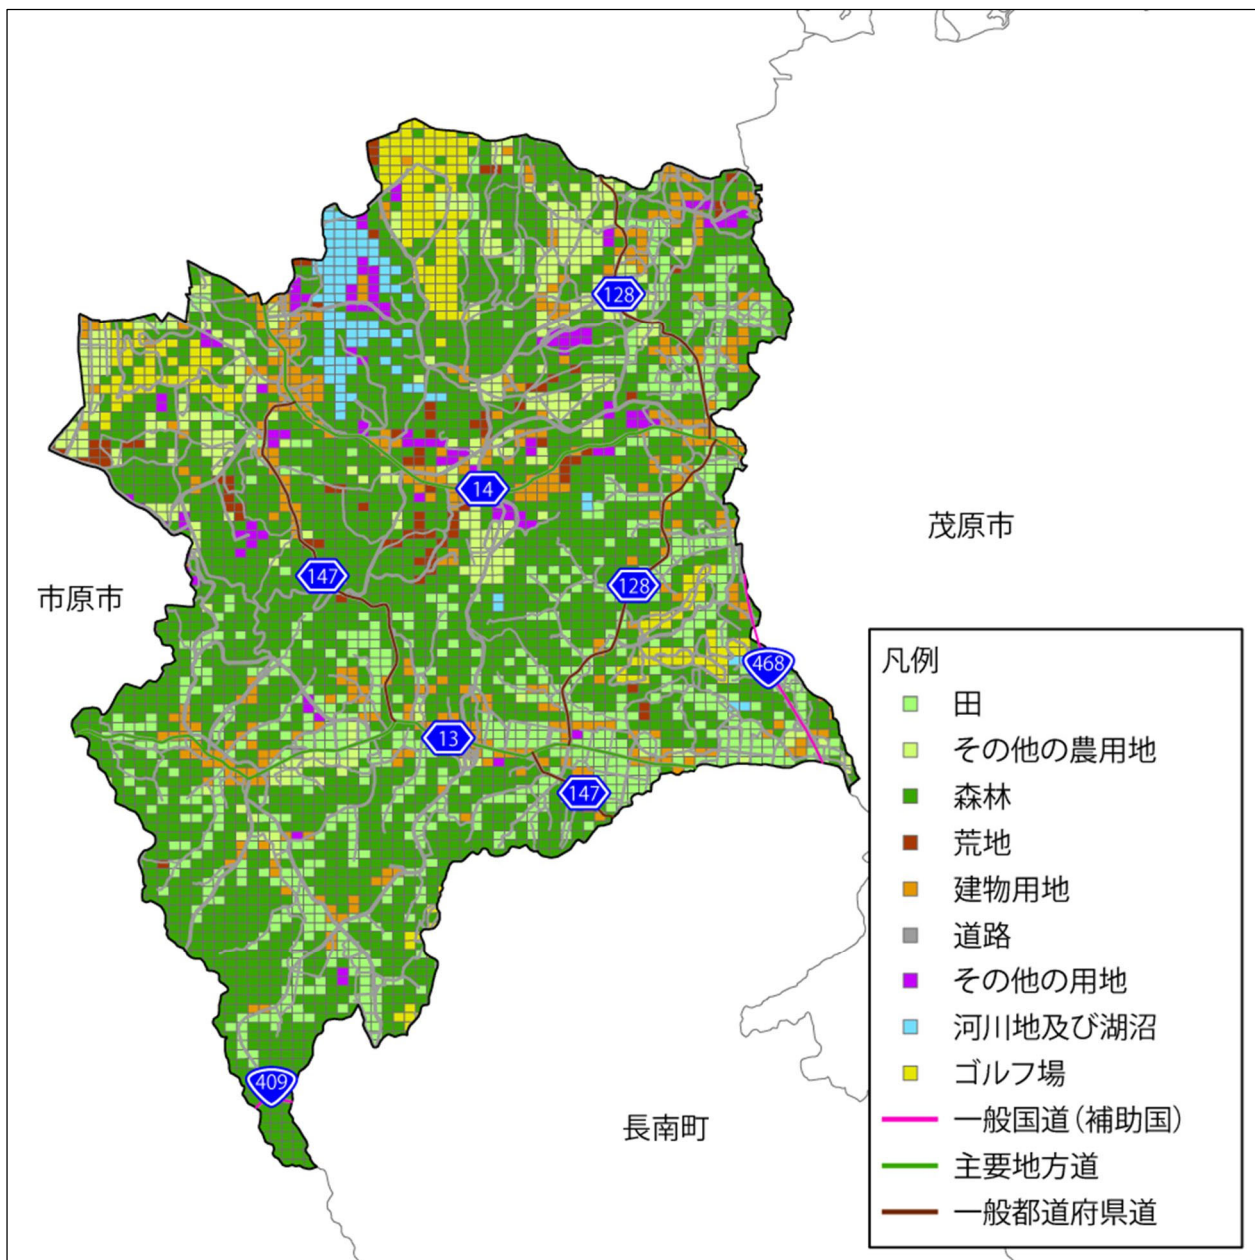 128
14
茂原市
147
128
市原市
468
13
147
409
長南町
凡例
田
その他の農用地
森林
荒地
建物用地
道路
その他の用地
河川地及び湖沼
ゴルフ場
一般国道(補助国)
主要地方道
一般都道府県道